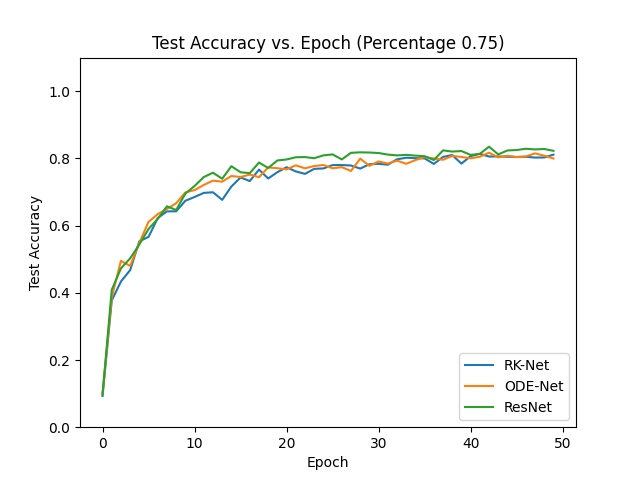 Test Accuracy vs. Epoch (Percentage 0.75)
1.0
0.8
0.6
0.4
0.2
0.0
Test Accuracy
0 10 20 30 40 50
Epoch
RK-Net
ODE-Net
ResNet